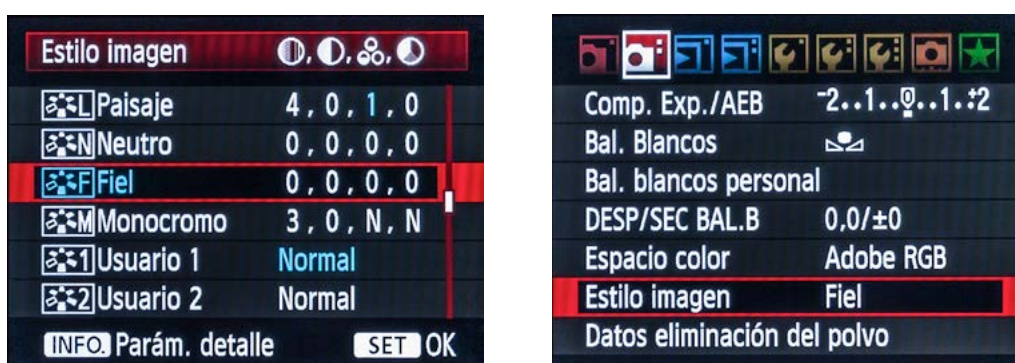 Estilo imagen
L Paisaje 4, 0, 1, 0
N Neutro 0, 0, 0, 0
F Fiel 0, 0, 0, 0
M Monocromo 3, 0, N, N
1 Usuario 1 Normal
2 Usuario 2 Normal
INFO. Parám. detalle SET OK
Comp. Exp./AEB -2..1..0..1..+2
Bal. Blancos
Bal. blancos personal
DESP/SEC BAL.B 0,0/±0
Espacio color Adobe RGB
Estilo imagen Fiel
Datos eliminación del polvo